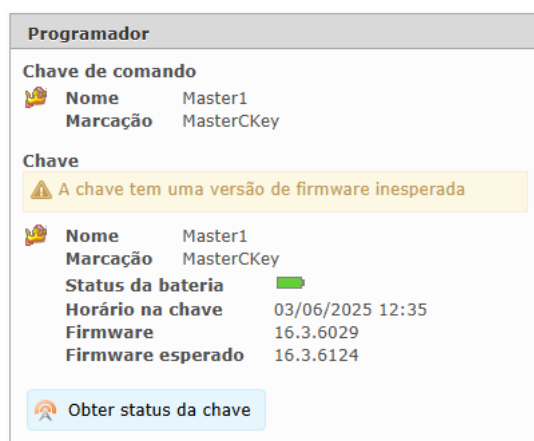 Programador
Chave de comando
Nome Master1
Marcação MasterCKey
Chave
A chave tem uma versão de firmware inesperada
Nome Master1
Marcação MasterCKey
Status da bateria
Horário na chave 03/06/2025 12:35
Firmware 16.3.6029
Firmware esperado 16.3.6124
Obter status da chave